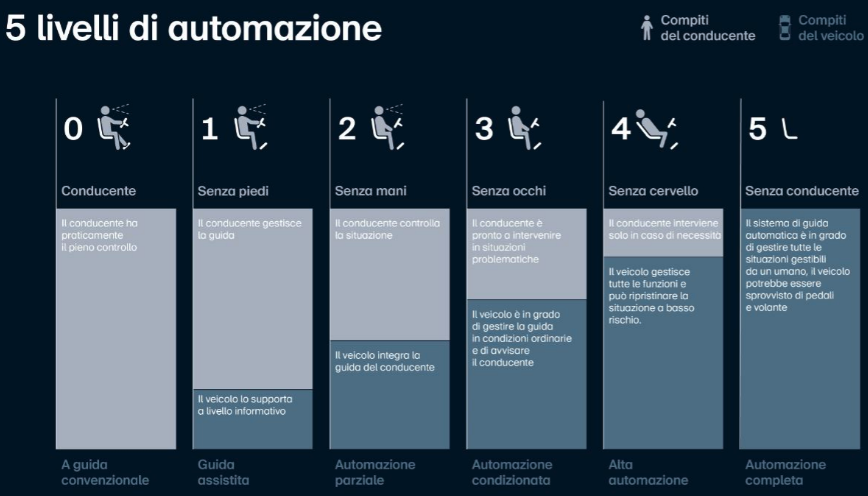 5 livelli di automazione
Compiti
del conducente
Compiti
del veicolo
0
Conducente
Il conducente ha
praticamente
il pieno controllo
A guida
convenzionale
1
Senza piedi
Il conducente gestisce
la guida
Il veicolo lo supporta
a livello informativo
Guida
assistita
2
Senza mani
Il conducente controlla
la situazione
Il veicolo integra la
guida del conducente
Automazione
parziale
3
Senza occhi
Il conducente è
pronto a intervenire
in situazioni
problematiche
Il veicolo è in grado
di gestire la guida
in condizioni ordinarie
e di avvisare
il conducente
Automazione
condizionata
4
Senza cervello
Il conducente interviene
solo in caso di necessità
Il veicolo gestisce
tutte le funzioni e
può ripristinare la
situazione a basso
rischio.
Alta
automazione
5
Senza conducente
Il sistema di guida
automatica è in grado
di gestire tutte le
situazioni gestibili
da un umano, il veicolo
potrebbe essere
sprovvisto di pedali
e volante
Automazione
completa